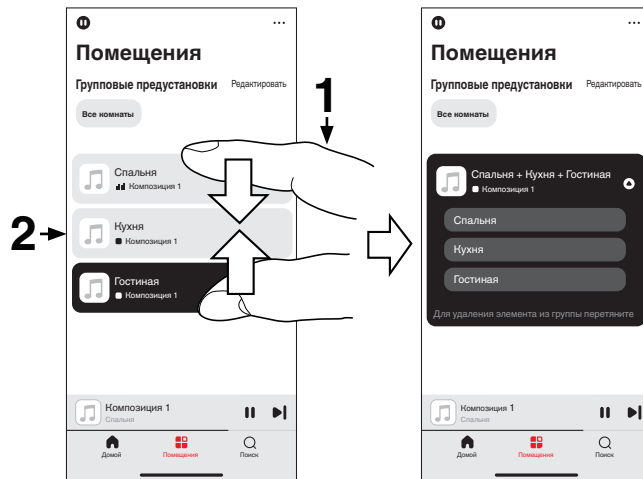 Помещения
Групповые предустановки Редактировать
Все комнаты
1
Спальня
Композиция 1
Кухня
Композиция 1
2
Гостиная
Композиция 1
Композиция 1
Спальня
Домой Помещения Поиск
Помещения
Групповые предустановки Редактировать
Все комнаты
Спальня + Кухня + Гостиная
Композиция 1
Спальня
Кухня
Гостиная
Для удаления элемента из группы перетяните
Композиция 1
Спальня
Домой Помещения Поиск